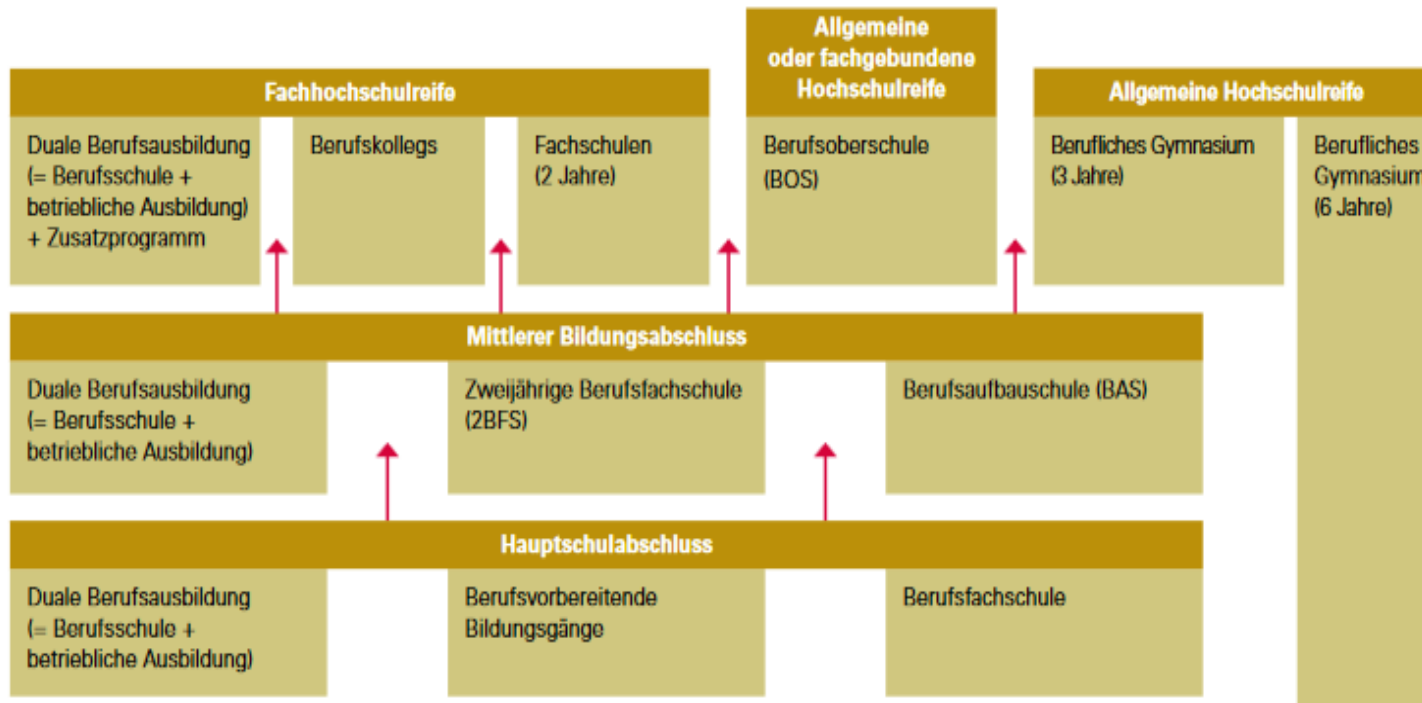 Allgemeine
oder fachgebundene
Hochschulreife
Fachhochschulreife
Allgemeine Hochschulreife
Duale Berufsausbildung
(= Berufsschule +
betriebliche Ausbildung)
+ Zusatzprogramm
Berufskollegs
Fachschulen
(2 Jahre)
Berufsoberschule
(BOS)
Berufliches Gymnasium
(3 Jahre)
Berufliches
Gymnasium
(6 Jahre)
Mittlerer Bildungsabschluss
Duale Berufsausbildung
(= Berufsschule +
betriebliche Ausbildung)
Zweijährige Berufsfachschule
(2BFS)
Berufsaufbauschule (BAS)
Hauptschulabschluss
Duale Berufsausbildung
(= Berufsschule +
betriebliche Ausbildung)
Berufsvorbereitende
Bildungsgänge
Berufsfachschule